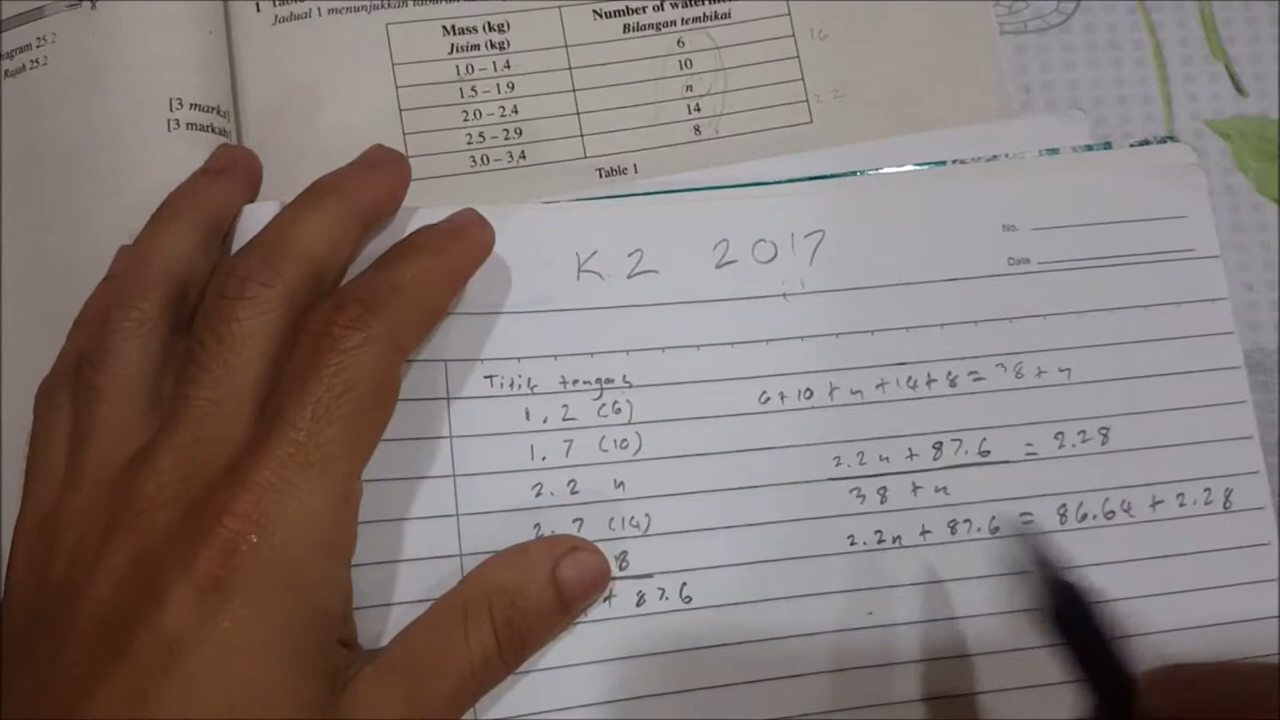 iagram 25.2
Rajah 25.2
[3 marks]
[3 markah]
1
Jadual 1 menunjukkan
Mass (kg) Number of
Jisim (kg) Bilangan tembikai
1.0 – 1.4 6
1.5 – 1.9 10
2.0 – 2.4 n
2.5 – 2.9 14
3.0 – 3.4 8
Table 1
16
22
K2 2017
No.
Date
Titik tengah
1.2 (6)
1.7 (10)
2.2 n
2.7 (14)
8
+ 87.6
6+10+n+14+8=38+n
2.2n + 87.6 = 2.28
38 + n
2.2n + 87.6 = 86.64 + 2.28